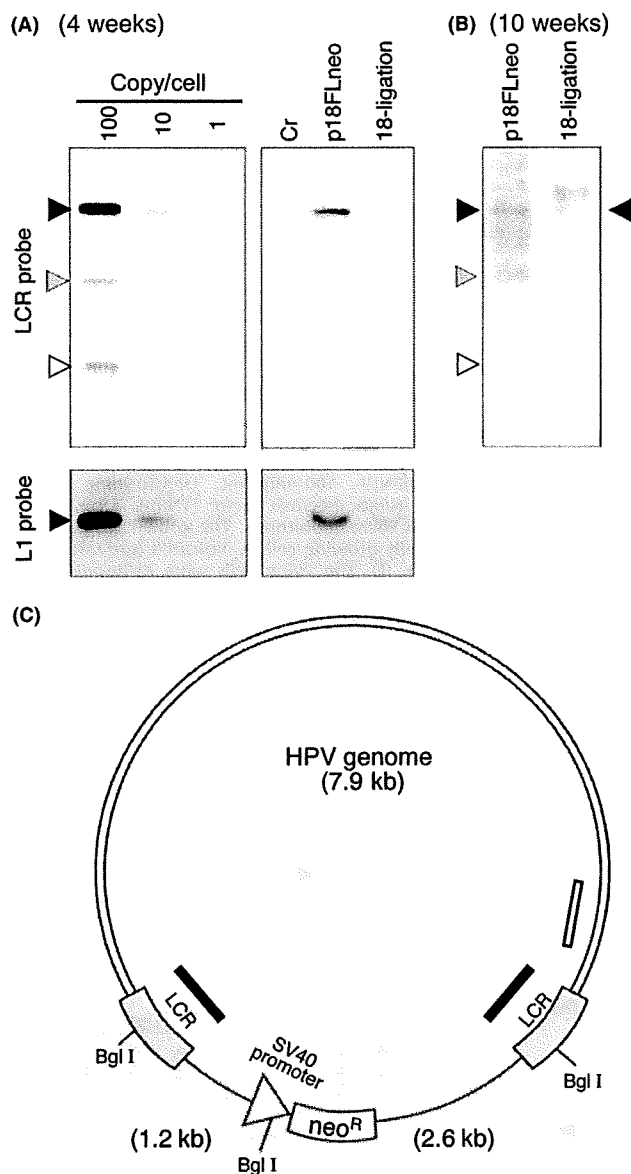 (A) (4 weeks)
(B) (10 weeks)
Copy/cell
100
10
1
Cr
p18FLneo
18-ligation
p18FLneo
18-ligation
LCR probe
L1 probe
(C)
HPV genome
(7.9 kb)
LCR
LCR
Bgl I
SV40
promoter
Bgl I
(1.2 kb)
neoR
(2.6 kb)
Bgl I